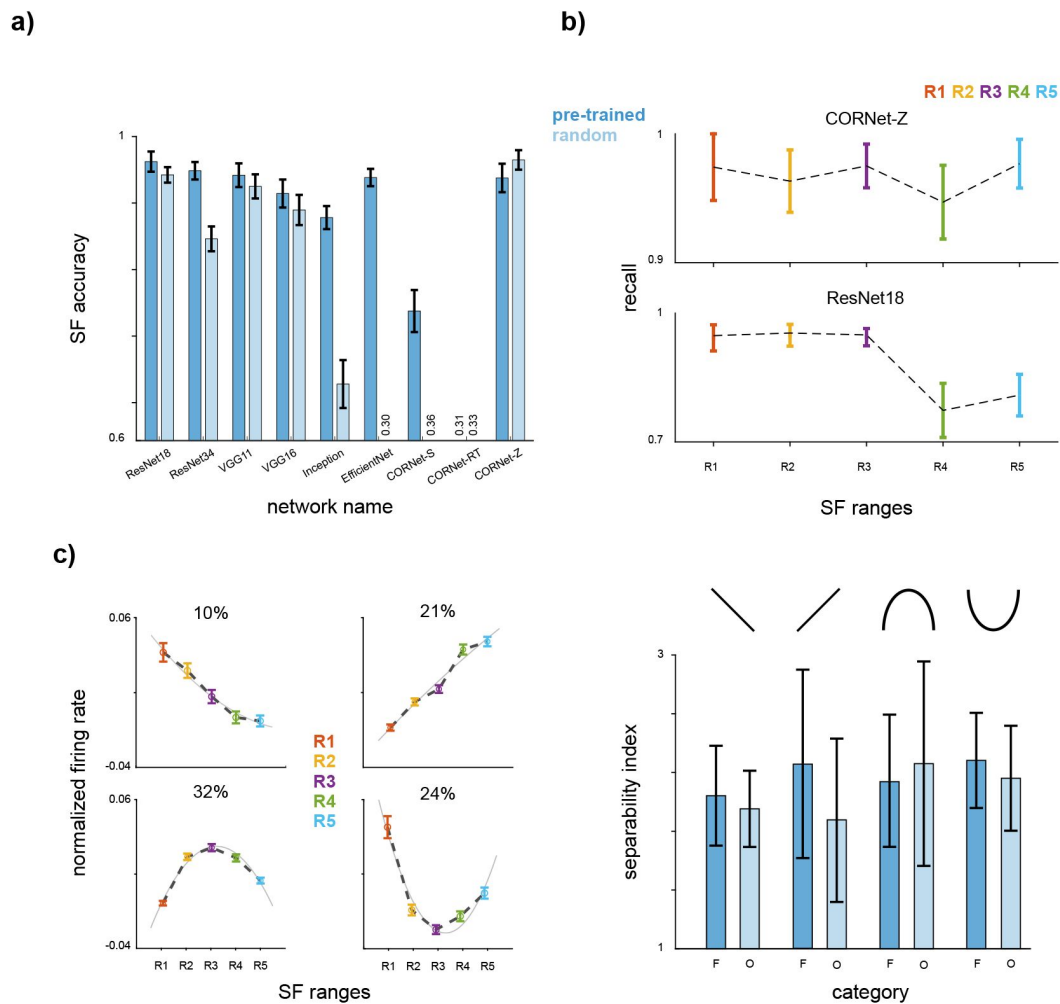 a)
1
0.6
SF accuracy
0.30
0.36
0.31
0.33
ResNet18
ResNet34
VGG11
VGG16
Inception
EfficientNet
CORNet-S
CORNet-RT
CORNet-Z
network name
pre-trained
random
b)
R1 R2 R3 R4 R5
CORNet-Z
1
0.9
recall
ResNet18
1
0.7
R1 R2 R3 R4 R5
SF ranges
c)
normalized firing rate
10%
0.06
-0.04
21%
R1
R2
R3
R4
R5
32%
0.06
-0.04
24%
R1 R2 R3 R4 R5
R1 R2 R3 R4 R5
SF ranges
3
1
separability index
F O F O F O F O
category